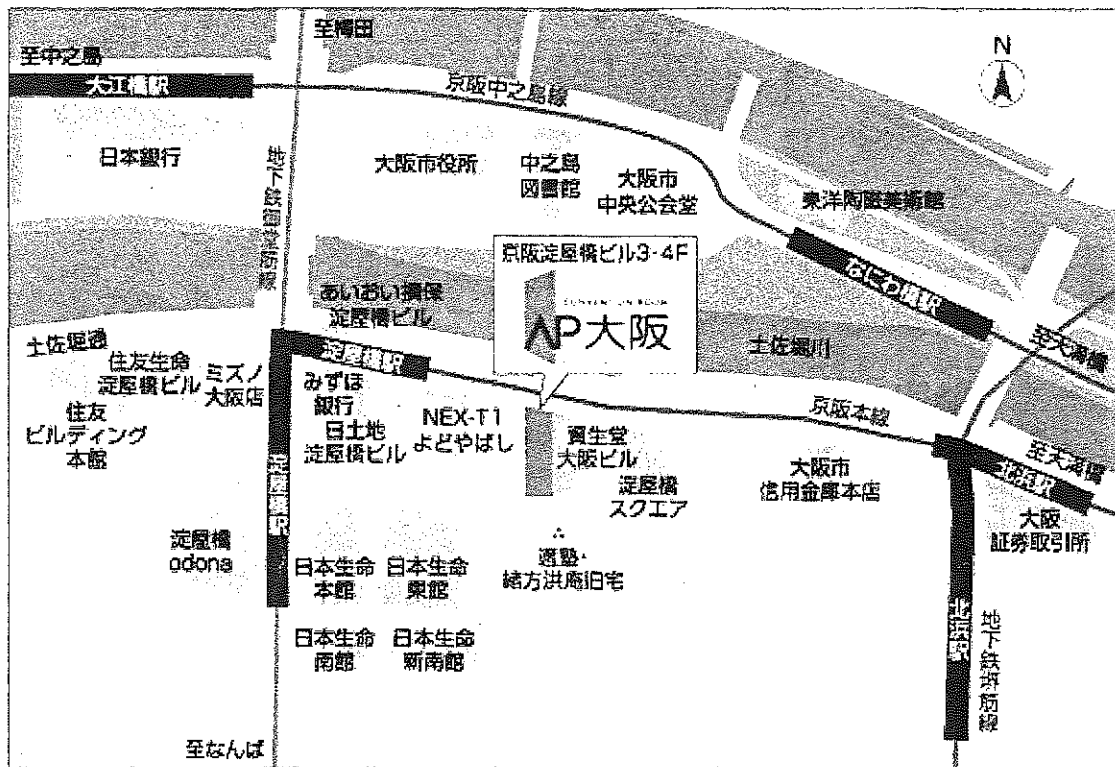 至梅田
至中之島
大江橋駅
京阪中之島線
N
日本銀行
地下鉄御堂筋線
大阪市役所
中之島
図書館
大阪市
中央公会堂
東洋陶磁美術館
なにわ橋駅
京阪淀屋橋ビル3・4F
AP大阪
あいおい損保
淀屋橋ビル
土佐堀川
至天満橋
土佐堀通
住友生命
淀屋橋ビル
ミズノ
大阪店
淀屋橋駅
みずほ
銀行
住友
ビルディング
本館
日土地
淀屋橋ビル
NEX-T1
よどやばし
京阪本線
資生堂
大阪ビル
淀屋橋
スクエア
大阪市
信用金庫本店
至天満橋
北浜駅
大阪
証券取引所
淀屋橋駅
淀屋橋
odona
日本生命
本館
日本生命
東館
適塾・
緒方洪庵旧宅
日本生命
南館
日本生命
新南館
北浜駅
地下鉄堺筋線
至なんば